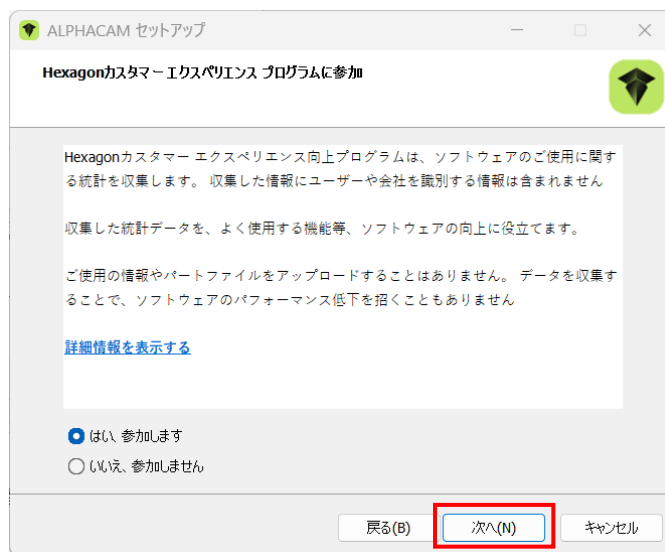 ALPHACAM セットアップ
Hexagonカスタマー エクスペリエンス プログラムに参加
Hexagonカスタマー エクスペリエンス向上プログラムは、ソフトウェアのご使用に関す
る統計を収集します。 収集した情報にユーザーや会社を識別する情報は含まれません
収集した統計データを、よく使用する機能等、ソフトウェアの向上に役立てます。
ご使用の情報やパートファイルをアップロードすることはありません。 データを収集す
ることで、ソフトウェアのパフォーマンス低下を招くこともありません
詳細情報を表示する
はい、参加します
いいえ、参加しません
戻る(B)
次へ(N)
キャンセル